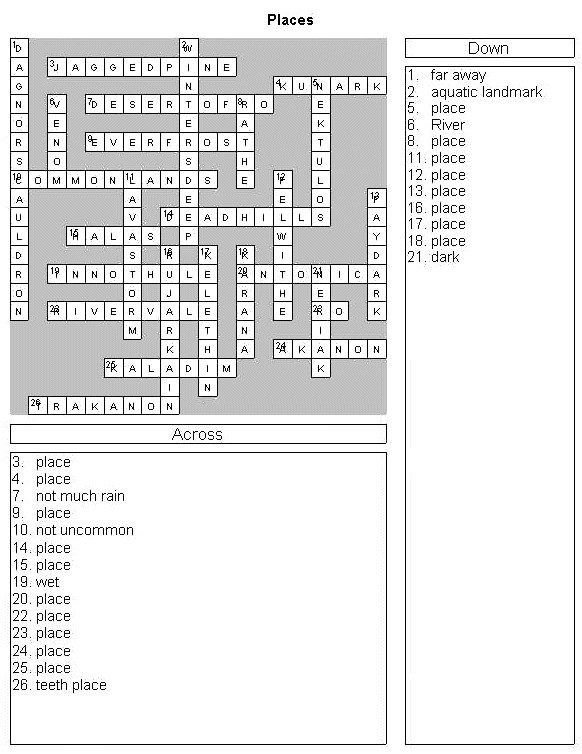 Places
1 D 2 W
A 3 J A G G E D P I N E
G N 4 K U N A R K
N 6 V 7 D E S E R T O F 8 R O E
O E E A K
R N 9 E V E R F R O S T T
S O R H U
10 C O M M O N 11 L A N D S E 12 F L
A A D E O 13 P
U V 14 D E A D H I L L S A
L 15 H A L A S E W Y
D S 16 R P 17 K 18 K I D
R 19 I N N O T H U L E 20 A N T O N 21 I C A
O O J L R H E R
N 22 R I V E R V A L E A E 23 R O K
M R T N I
K H A 24 A K A N O N
25 K A L A D I M K
I N
26 T R A K A N O N
Down
1. far away
2. aquatic landmark
5. place
6. River
8. place
11. place
12. place
13. place
16. place
17. place
18. place
21. dark
Across
3. place
4. place
7. not much rain
9. place
10. not uncommon
14. place
15. place
19. wet
20. place
22. place
23. place
24. place
25. place
26. teeth place